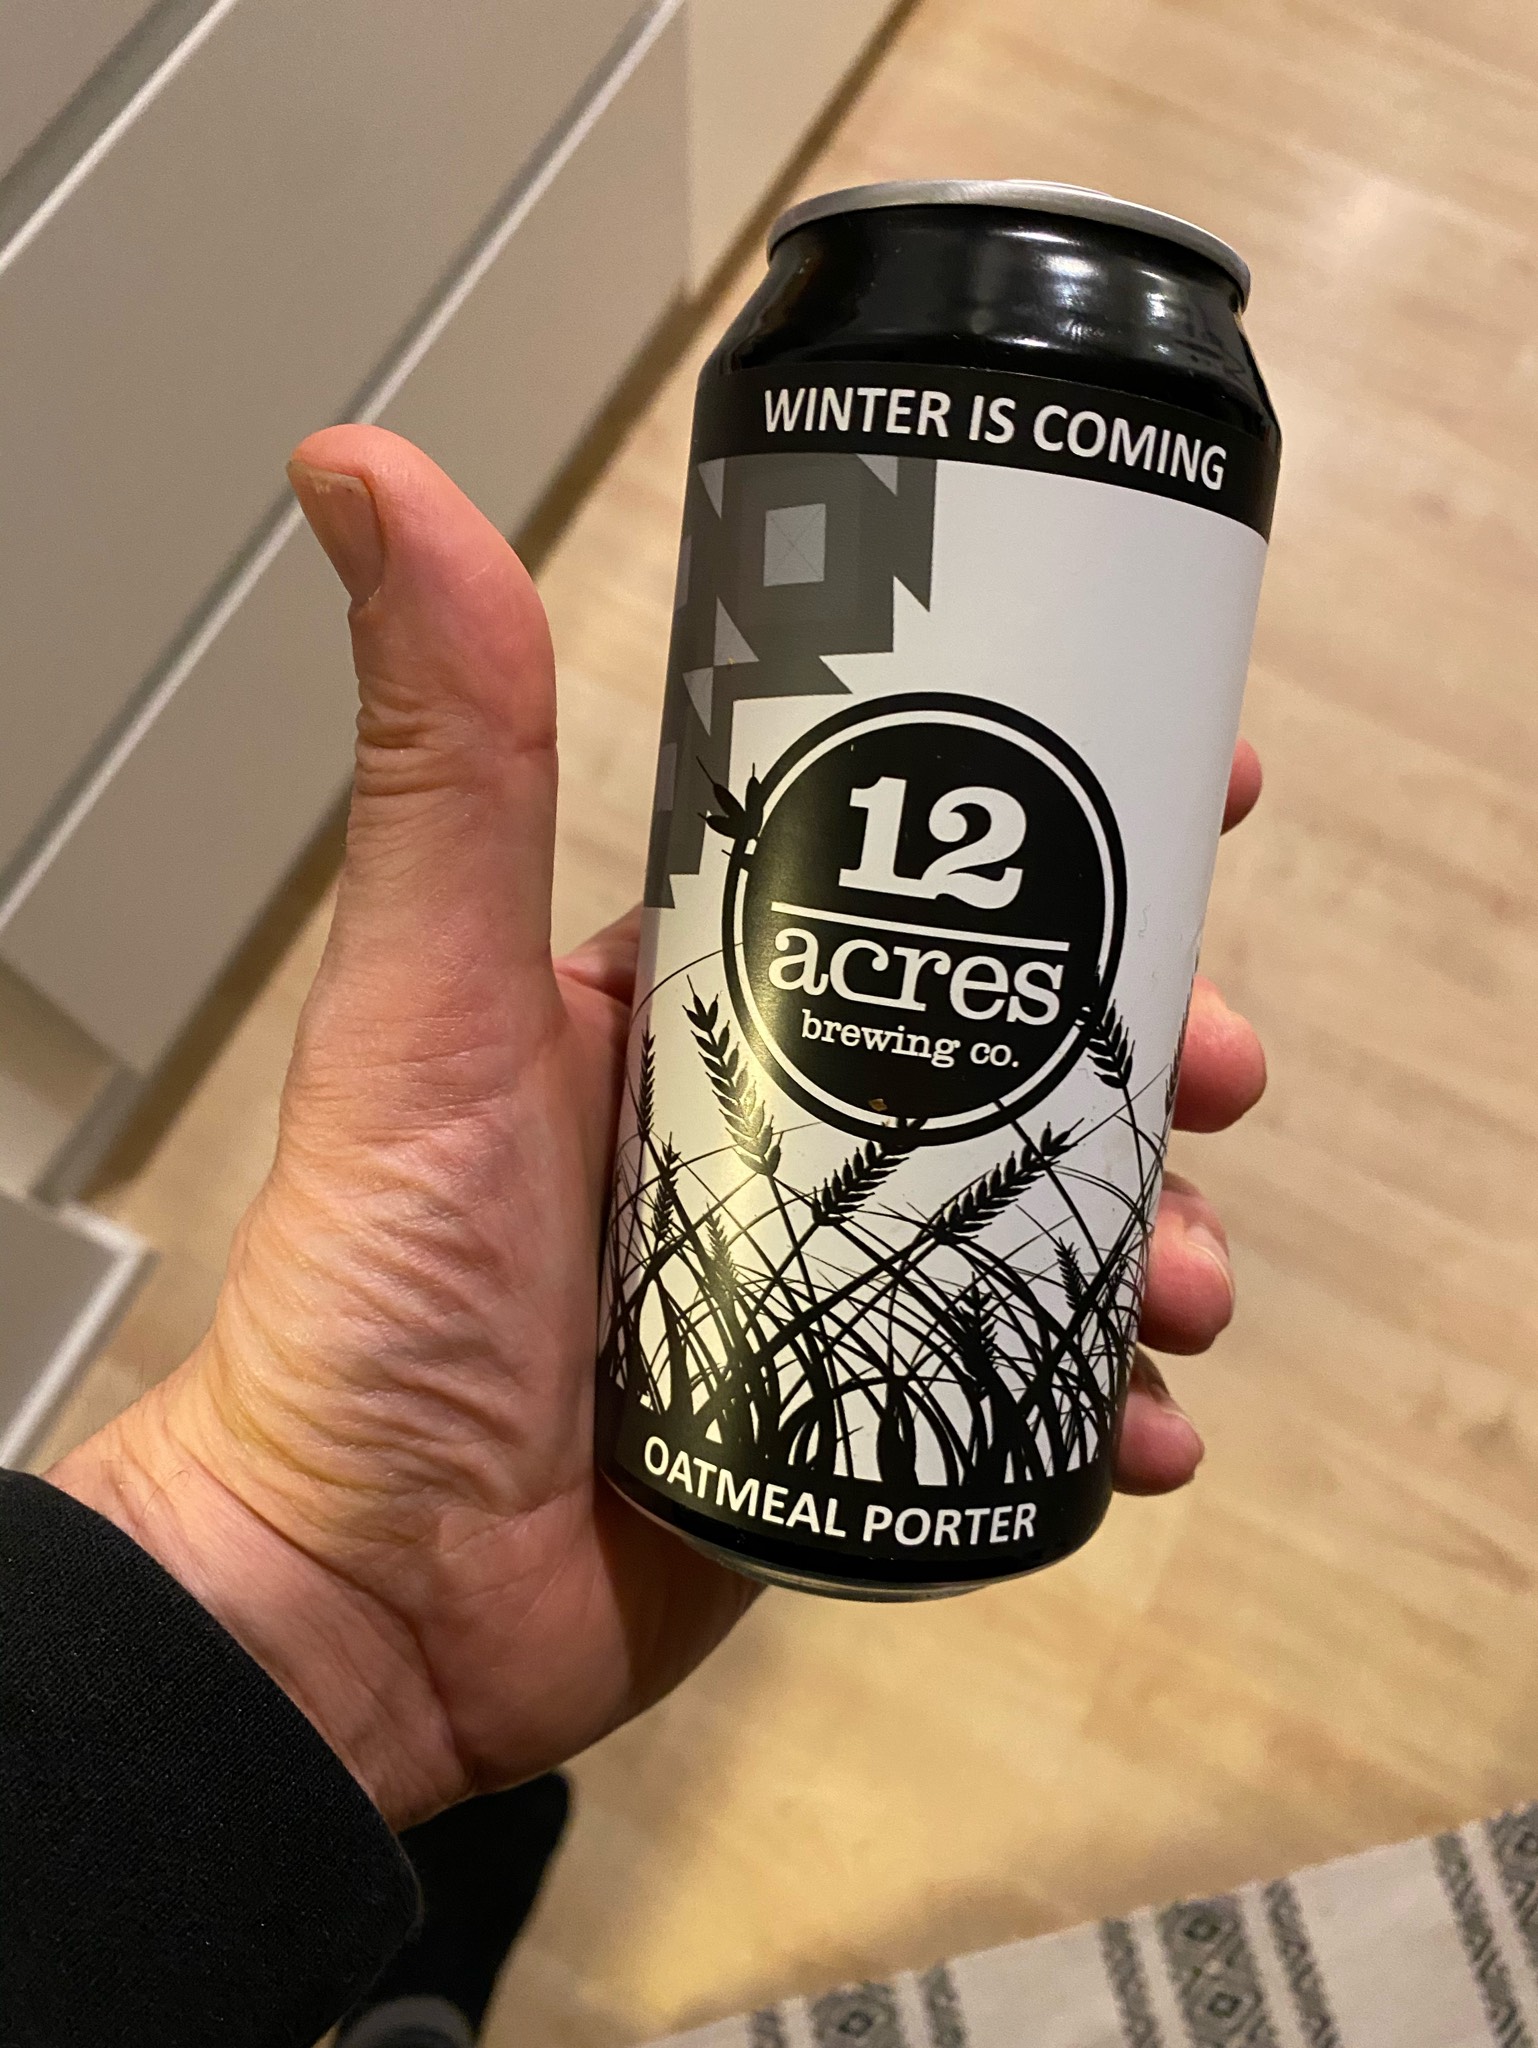 WINTER IS COMING
12
acres
brewing co.
OATMEAL PORTER